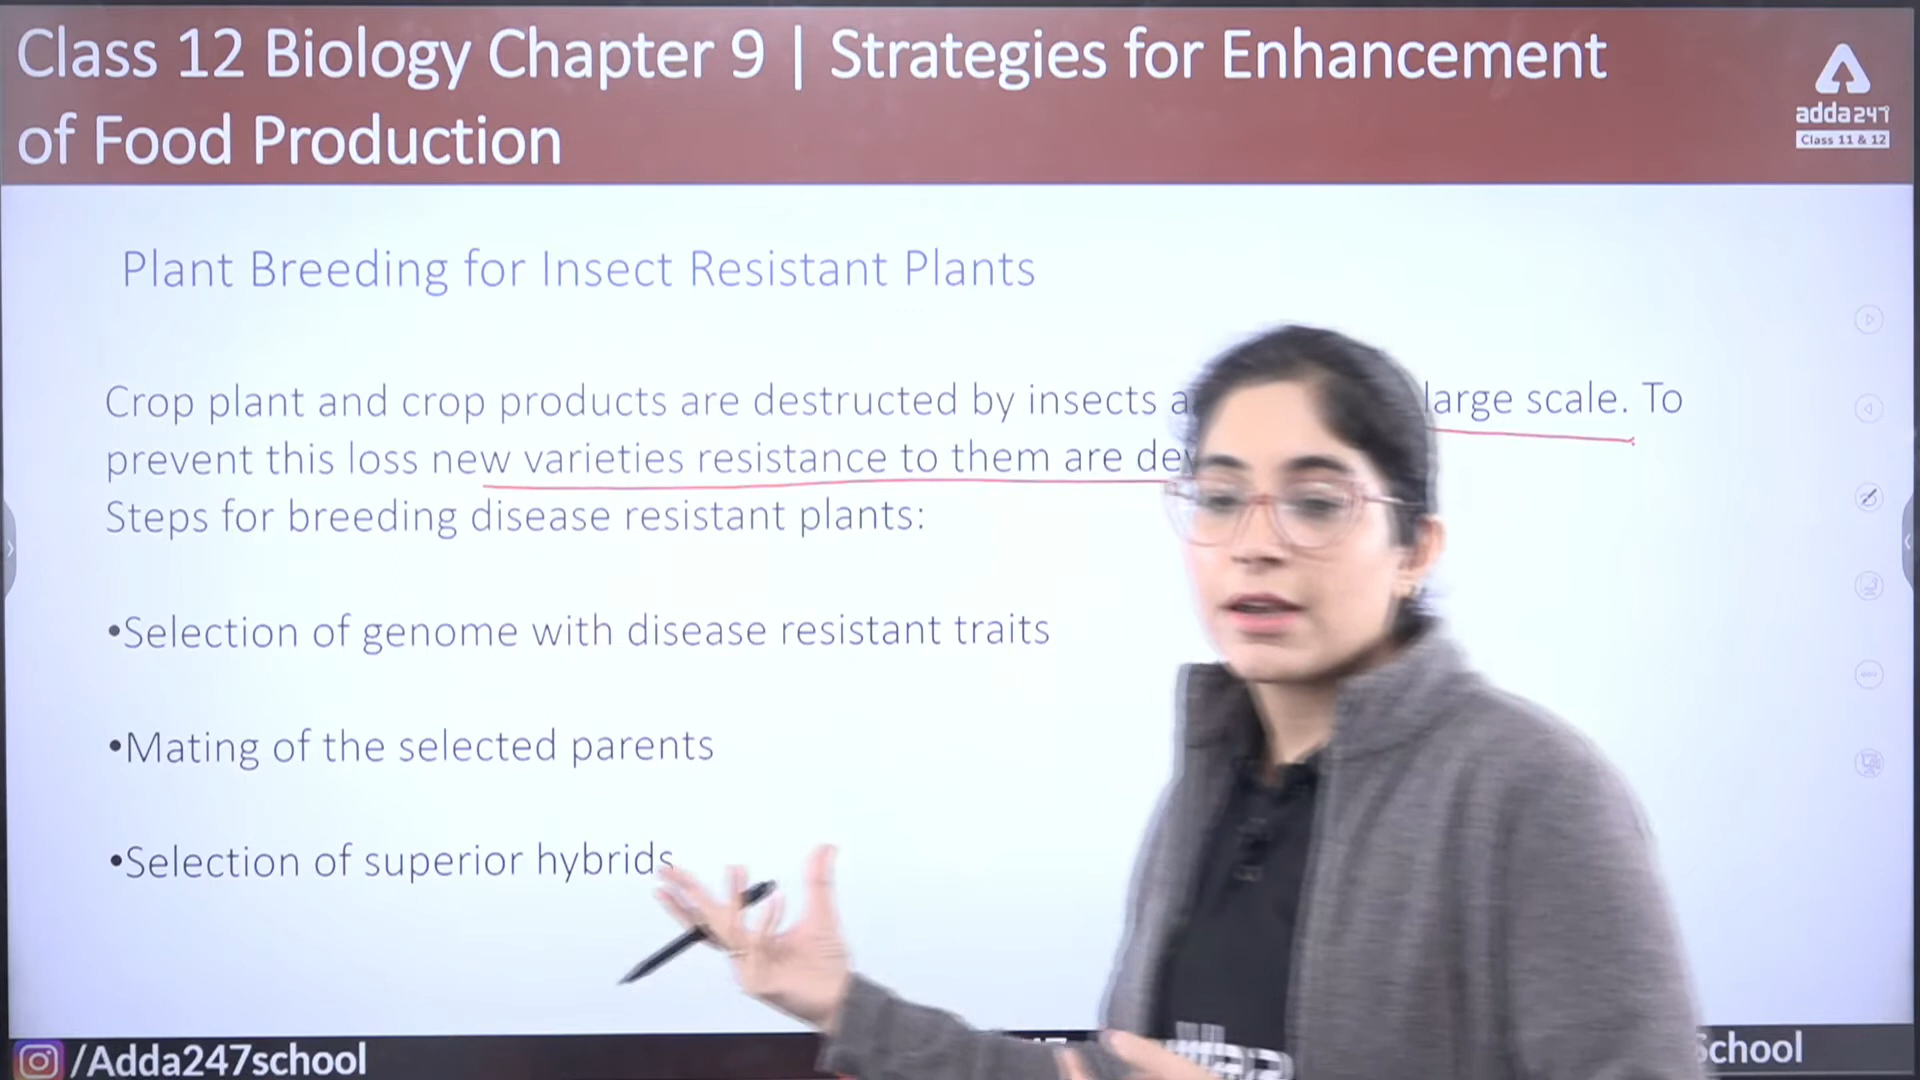 Class 12 Biology Chapter 9 | Strategies for Enhancement
of Food Production
adda247
Class 11 & 12
Plant Breeding for Insect Resistant Plants
Crop plant and crop products are destructed by insects large scale. To
prevent this loss new varieties resistance to them are
Steps for breeding disease resistant plants:
•Selection of genome with disease resistant traits
•Mating of the selected parents
•Selection of superior hybrids
/Adda247school